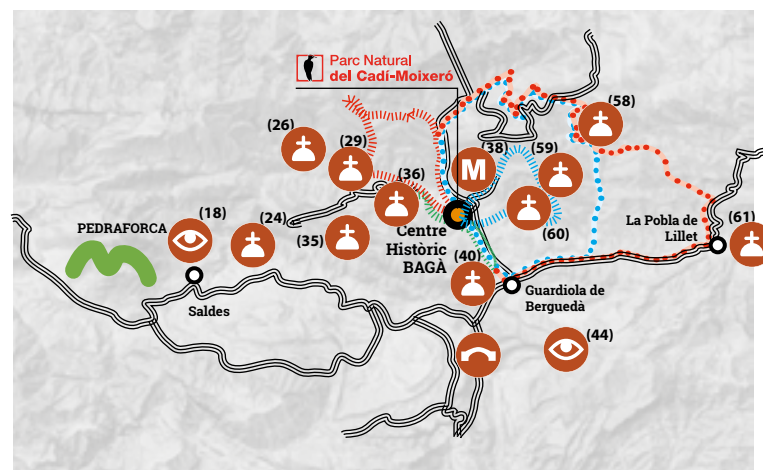 Parc Natural
del Cadí-Moixeró
(58)
(26)
(29)
(38)
(59)
M
(36)
(18)
(24)
PEDRAFORCA
(35)
Centre
Històric
BAGÀ
(60)
La Pobla de
Lillet
(61)
(40)
Saldes
Guardiola de
Berguedà
(44)